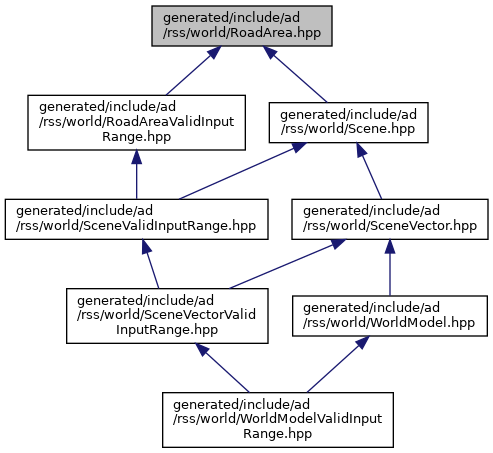 generated/include/ad
/rss/world/RoadArea.hpp
generated/include/ad
/rss/world/RoadAreaValidInput
Range.hpp
generated/include/ad
/rss/world/Scene.hpp
generated/include/ad
/rss/world/SceneValidInputRange.hpp
generated/include/ad
/rss/world/SceneVector.hpp
generated/include/ad
/rss/world/SceneVectorValid
InputRange.hpp
generated/include/ad
/rss/world/WorldModel.hpp
generated/include/ad
/rss/world/WorldModelValidInput
Range.hpp